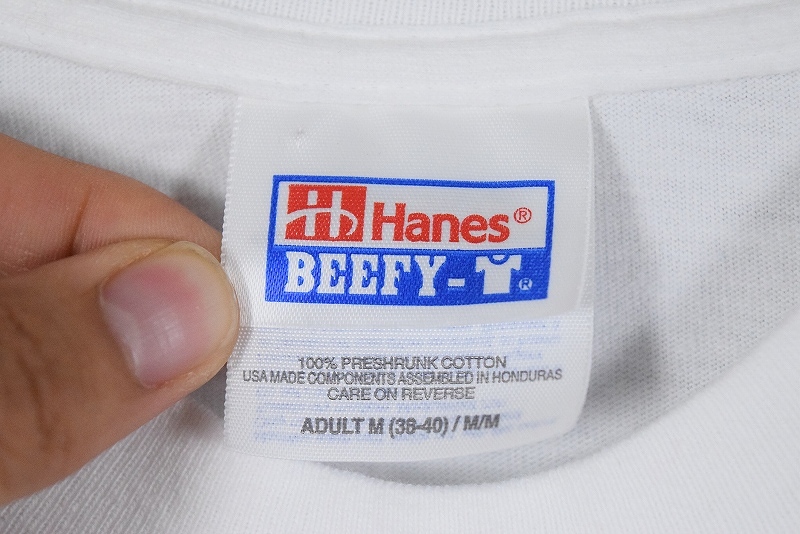 Hanes®
BEEFY-®
100% PRESHRUNK COTTON
USA MADE COMPONENTS ASSEMBLED IN HONDURAS
CARE ON REVERSE
ADULT M (38-40) / M/M